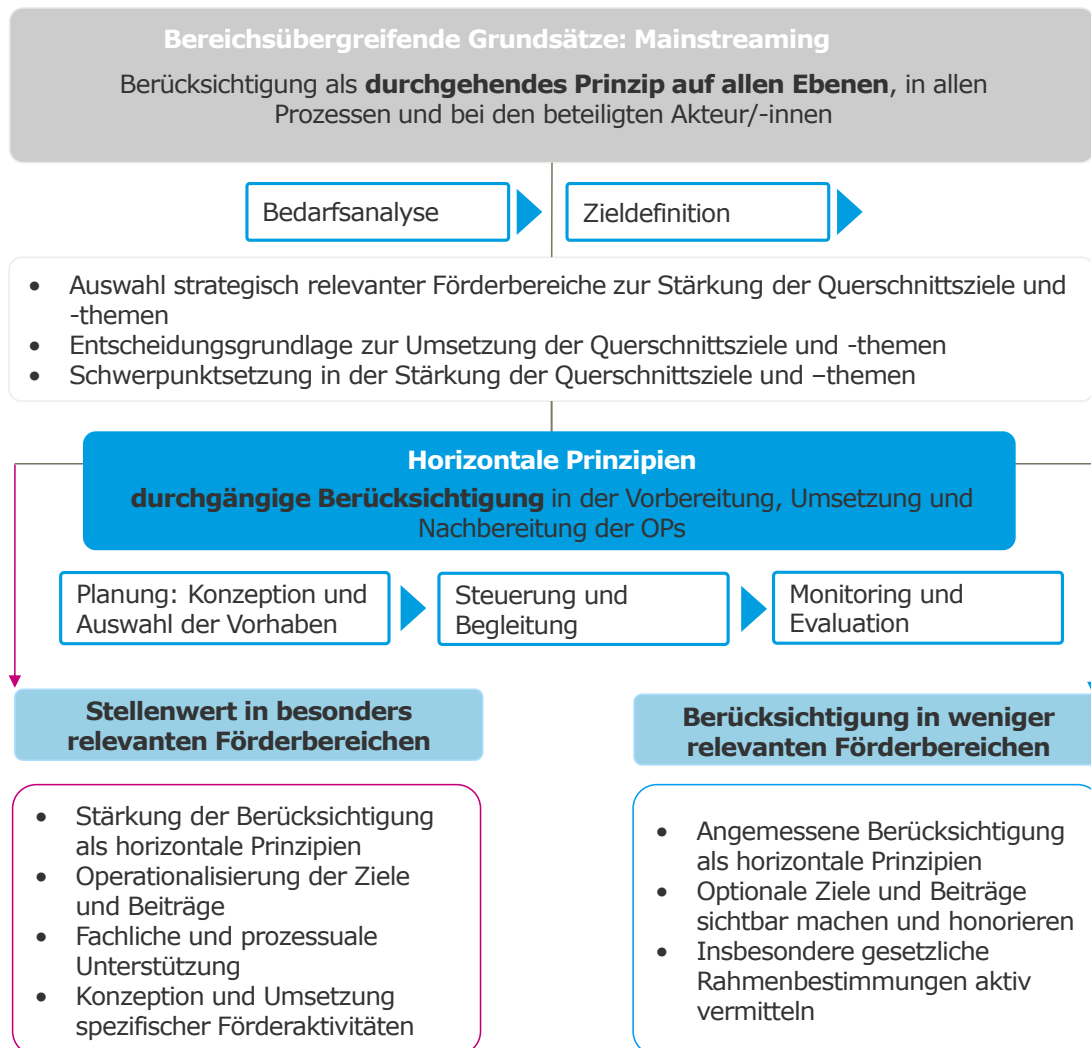 Bereichsübergreifende Grundsätze: Mainstreaming
Berücksichtigung als durchgehendes Prinzip auf allen Ebenen, in allen
Prozessen und bei den beteiligten Akteur/-innen
Bedarfsanalyse
Zieldefinition
• Auswahl strategisch relevanter Förderbereiche zur Stärkung der Querschnittsziele und
-themen
• Entscheidungsgrundlage zur Umsetzung der Querschnittsziele und -themen
• Schwerpunktsetzung in der Stärkung der Querschnittsziele und –themen
Horizontale Prinzipien
durchgängige Berücksichtigung in der Vorbereitung, Umsetzung und
Nachbereitung der OPs
Planung: Konzeption und
Auswahl der Vorhaben
Steuerung und
Begleitung
Monitoring und
Evaluation
Stellenwert in besonders
relevanten Förderbereichen
• Stärkung der Berücksichtigung
als horizontale Prinzipien
• Operationalisierung der Ziele
und Beiträge
• Fachliche und prozessuale
Unterstützung
• Konzeption und Umsetzung
spezifischer Förderaktivitäten
Berücksichtigung in weniger
relevanten Förderbereichen
• Angemessene Berücksichtigung
als horizontale Prinzipien
• Optionale Ziele und Beiträge
sichtbar machen und honorieren
• Insbesondere gesetzliche
Rahmenbestimmungen aktiv
vermitteln